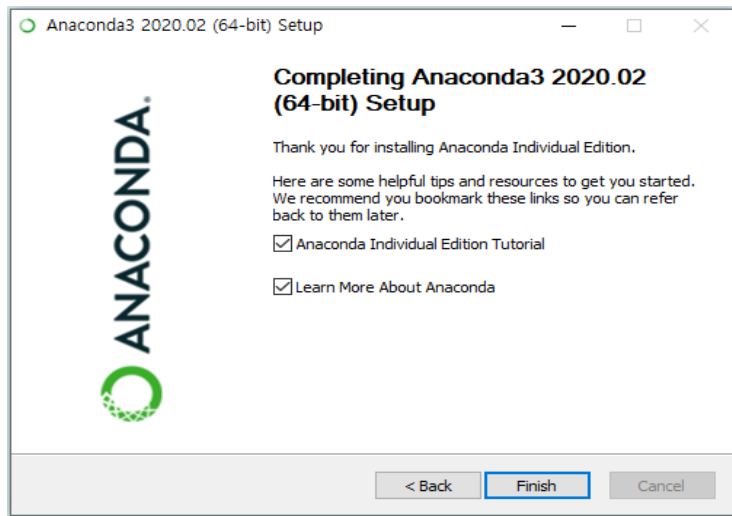 Anaconda3 2020.02 (64-bit) Setup
ANACONDA.
Completing Anaconda3 2020.02
(64-bit) Setup
Thank you for installing Anaconda Individual Edition.
Here are some helpful tips and resources to get you started.
We recommend you bookmark these links so you can refer
back to them later.
Anaconda Individual Edition Tutorial
Learn More About Anaconda
< Back
Finish
Cancel